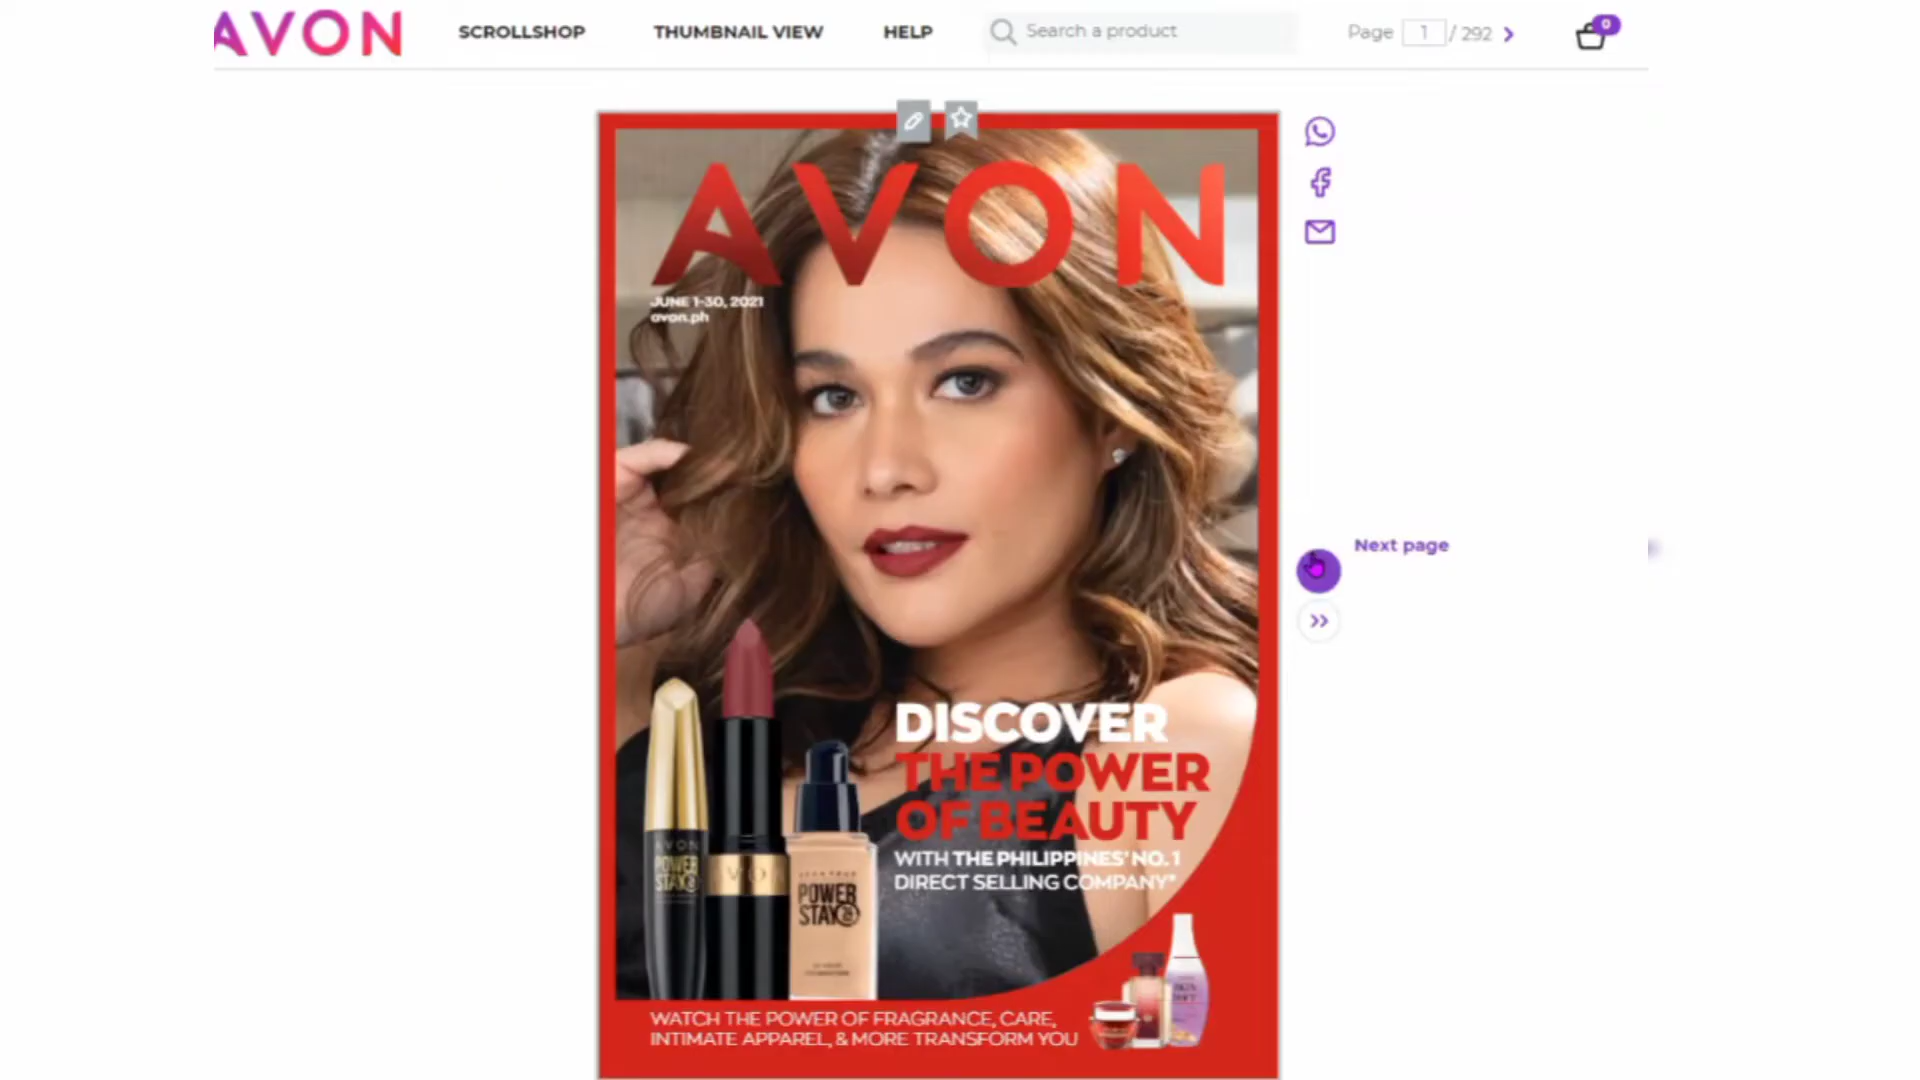 AVON
SCROLLSHOP
THUMBNAIL VIEW
HELP
Search a product
Page 1 / 292
0
AVON
JUNE 1-30, 2021
avon.ph
Next page
DISCOVER
THE POWER
OF BEAUTY
WITH THE PHILIPPINES' NO. 1
DIRECT SELLING COMPANY*
AVON
POWER
STAY
AVO
POWER
STAY
WATCH THE POWER OF FRAGRANCE, CARE,
INTIMATE APPAREL, & MORE TRANSFORM YOU